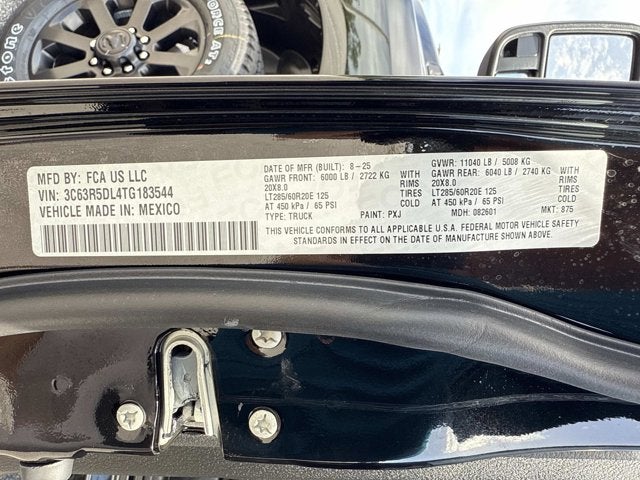 MFD BY: FCA US LLC
VIN: 3C63R5DL4TG183544
VEHICLE MADE IN: MEXICO
DATE OF MFR (BUILT): 8-25
GAWR FRONT: 6000 LB / 2722 KG WITH
20X8.0 RIMS
LT285/60R20E 125 TIRES
AT 450 kPa / 65 PSI COLD
TYPE: TRUCK PAINT: PXJ
GVWR: 11040 LB / 5008 KG
GAWR REAR: 6040 LB / 2740 KG WITH
20X8.0 RIMS
LT285/60R20E 125 TIRES
AT 450 kPa / 65 PSI COLD
MDH: 082601 MKT: 875
THIS VEHICLE CONFORMS TO ALL APPLICABLE U.S.A. FEDERAL MOTOR VEHICLE SAFETY
STANDARDS IN EFFECT ON THE DATE OF MANUFACTURE SHOWN ABOVE.